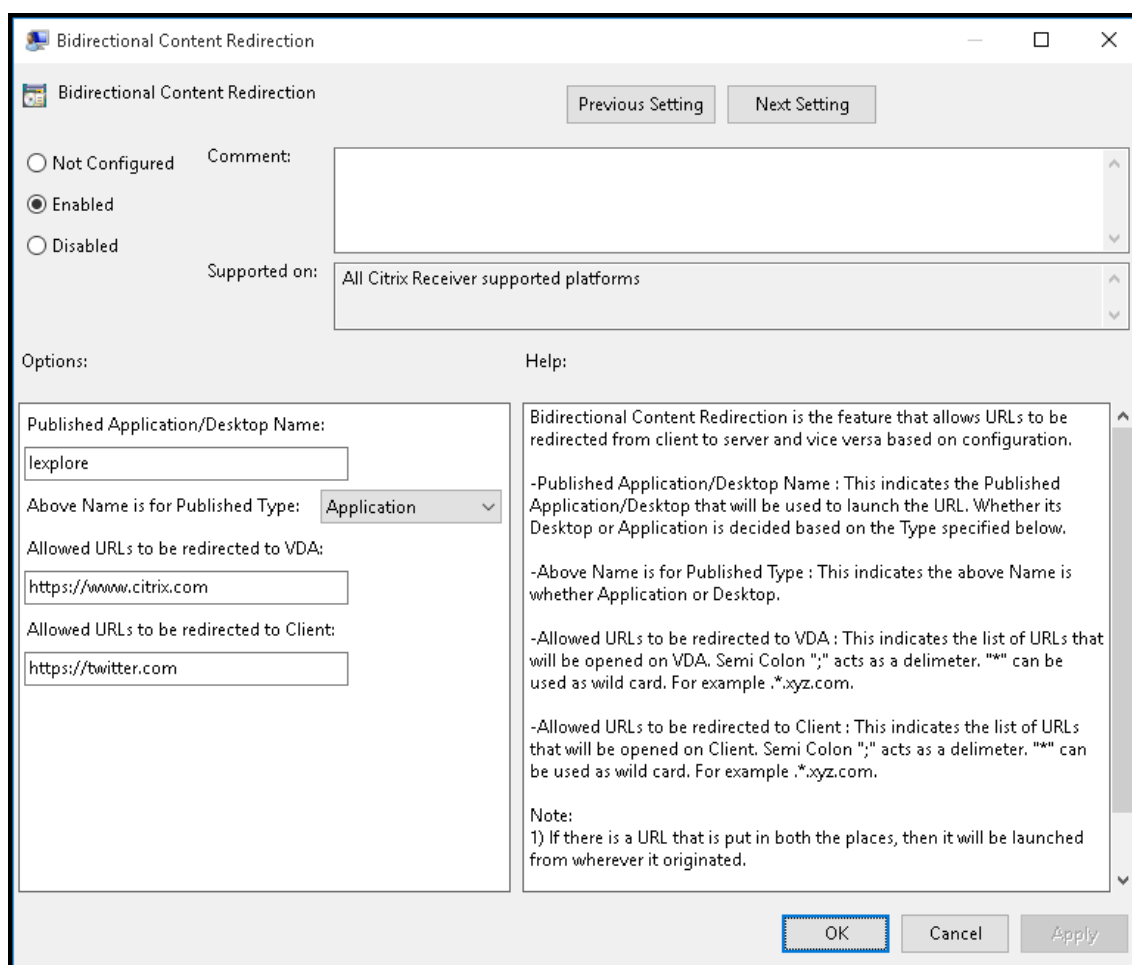 Bidirectional Content Redirection
Bidirectional Content Redirection
Previous Setting
Next Setting
Not Configured
Comment:
Enabled
Disabled
Supported on:
All Citrix Receiver supported platforms
Options:
Help:
Published Application/Desktop Name:
Iexplore
Above Name is for Published Type:
Application
Allowed URLs to be redirected to VDA:
https://www.citrix.com
Allowed URLs to be redirected to Client:
https://twitter.com
Bidirectional Content Redirection is the feature that allows URLs to be
redirected from client to server and vice versa based on configuration.
-Published Application/Desktop Name : This indicates the Published
Application/Desktop that will be used to launch the URL. Whether its
Desktop or Application is decided based on the Type specified below.
-Above Name is for Published Type : This indicates the above Name is
whether Application or Desktop.
-Allowed URLs to be redirected to VDA : This indicates the list of URLs that
will be opened on VDA. Semi Colon ";" acts as a delimeter. "*" can be
used as wild card. For example .*.xyz.com.
-Allowed URLs to be redirected to Client : This indicates the list of URLs
that will be opened on Client. Semi Colon ";" acts as a delimeter. "*" can
be used as wild card. For example .*.xyz.com.
Note:
1) If there is a URL that is put in both the places, then it will be launched
from wherever it originated.
OK
Cancel
Apply